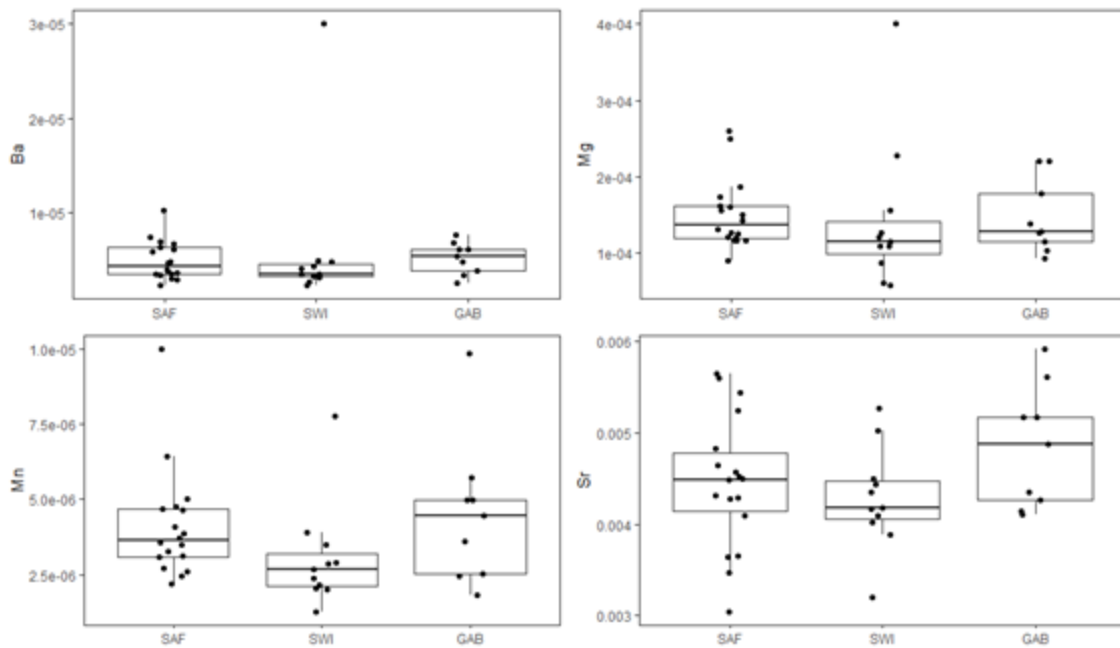 Ba
3e-05
2e-05
1e-05
SAF SWI GAB
Mg
4e-04
3e-04
2e-04
1e-04
SAF SWI GAB
Mn
1.0e-05
7.5e-06
5.0e-06
2.5e-06
SAF SWI GAB
Sr
0.006
0.005
0.004
0.003
SAF SWI GAB